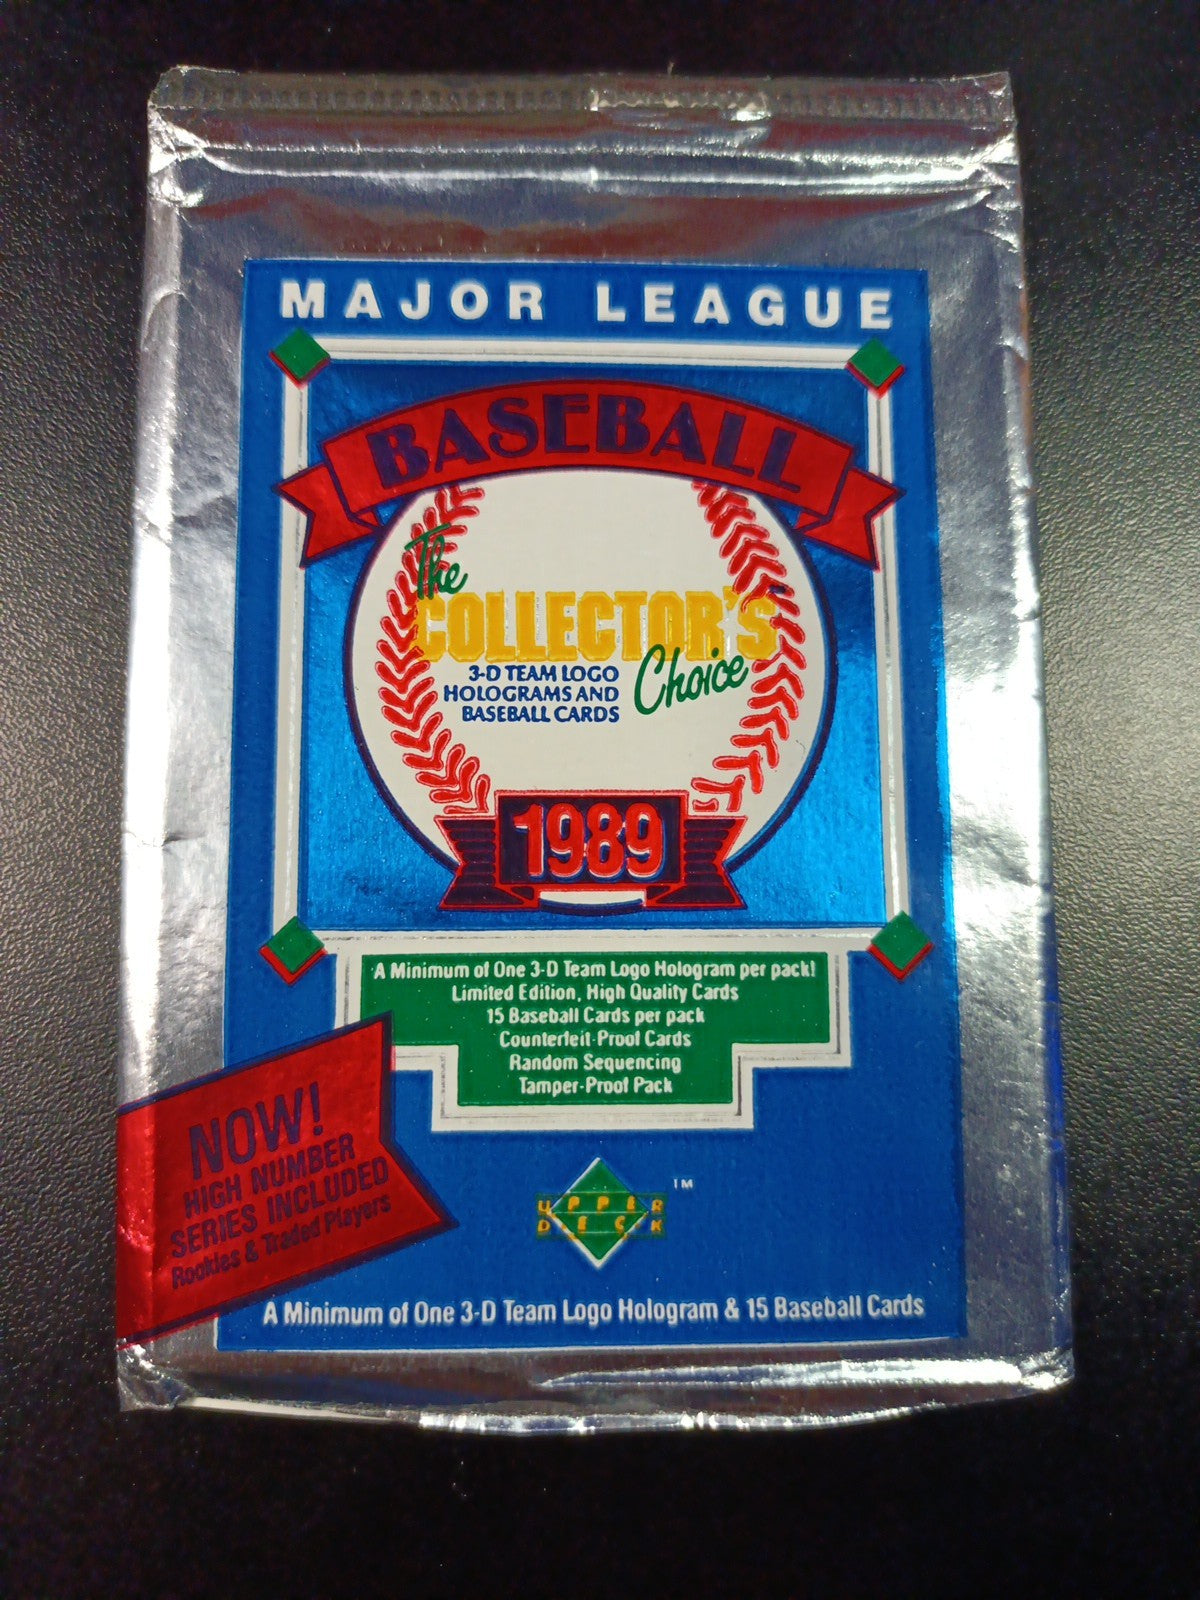 MAJOR LEAGUE
BASEBALL
The
COLLECTOR'S
Choice
3-D TEAM LOGO
HOLOGRAMS AND
BASEBALL CARDS
1989
A Minimum of One 3-D Team Logo Hologram per pack!
Limited Edition, High Quality Cards
15 Baseball Cards per pack
Counterfeit-Proof Cards
Random Sequencing
Tamper-Proof Pack
NOW!
HIGH NUMBER
SERIES INCLUDED
Rookies & Traded Players
UPPER
DECK
TM
A Minimum of One 3-D Team Logo Hologram & 15 Baseball Cards